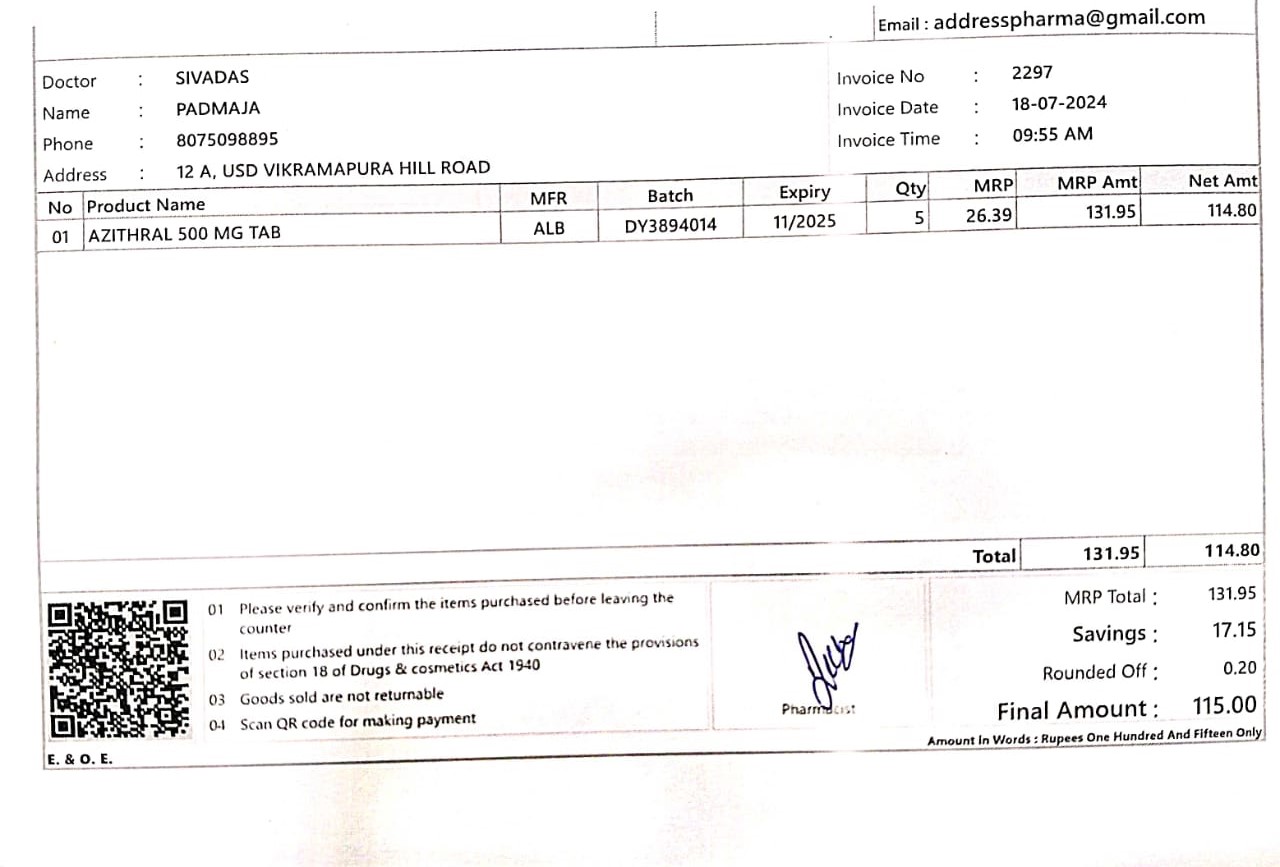 Email : addresspharma@gmail.com
Doctor : SIVADAS
Name : PADMAJA
Phone : 8075098895
Address : 12 A, USD VIKRAMAPURA HILL ROAD
Invoice No : 2297
Invoice Date : 18-07-2024
Invoice Time : 09:55 AM
No Product Name MFR Batch Expiry Qty MRP MRP Amt Net Amt
01 AZITHRAL 500 MG TAB ALB DY3894014 11/2025 5 26.39 131.95 114.80
Total 131.95 114.80
01 Please verify and confirm the items purchased before leaving the
counter
02 Items purchased under this receipt do not contravene the provisions
of section 18 of Drugs & cosmetics Act 1940
03 Goods sold are not returnable
04 Scan QR code for making payment
E. & O. E.
Pharmacist
MRP Total : 131.95
Savings : 17.15
Rounded Off : 0.20
Final Amount : 115.00
Amount In Words : Rupees One Hundred And Fifteen Only